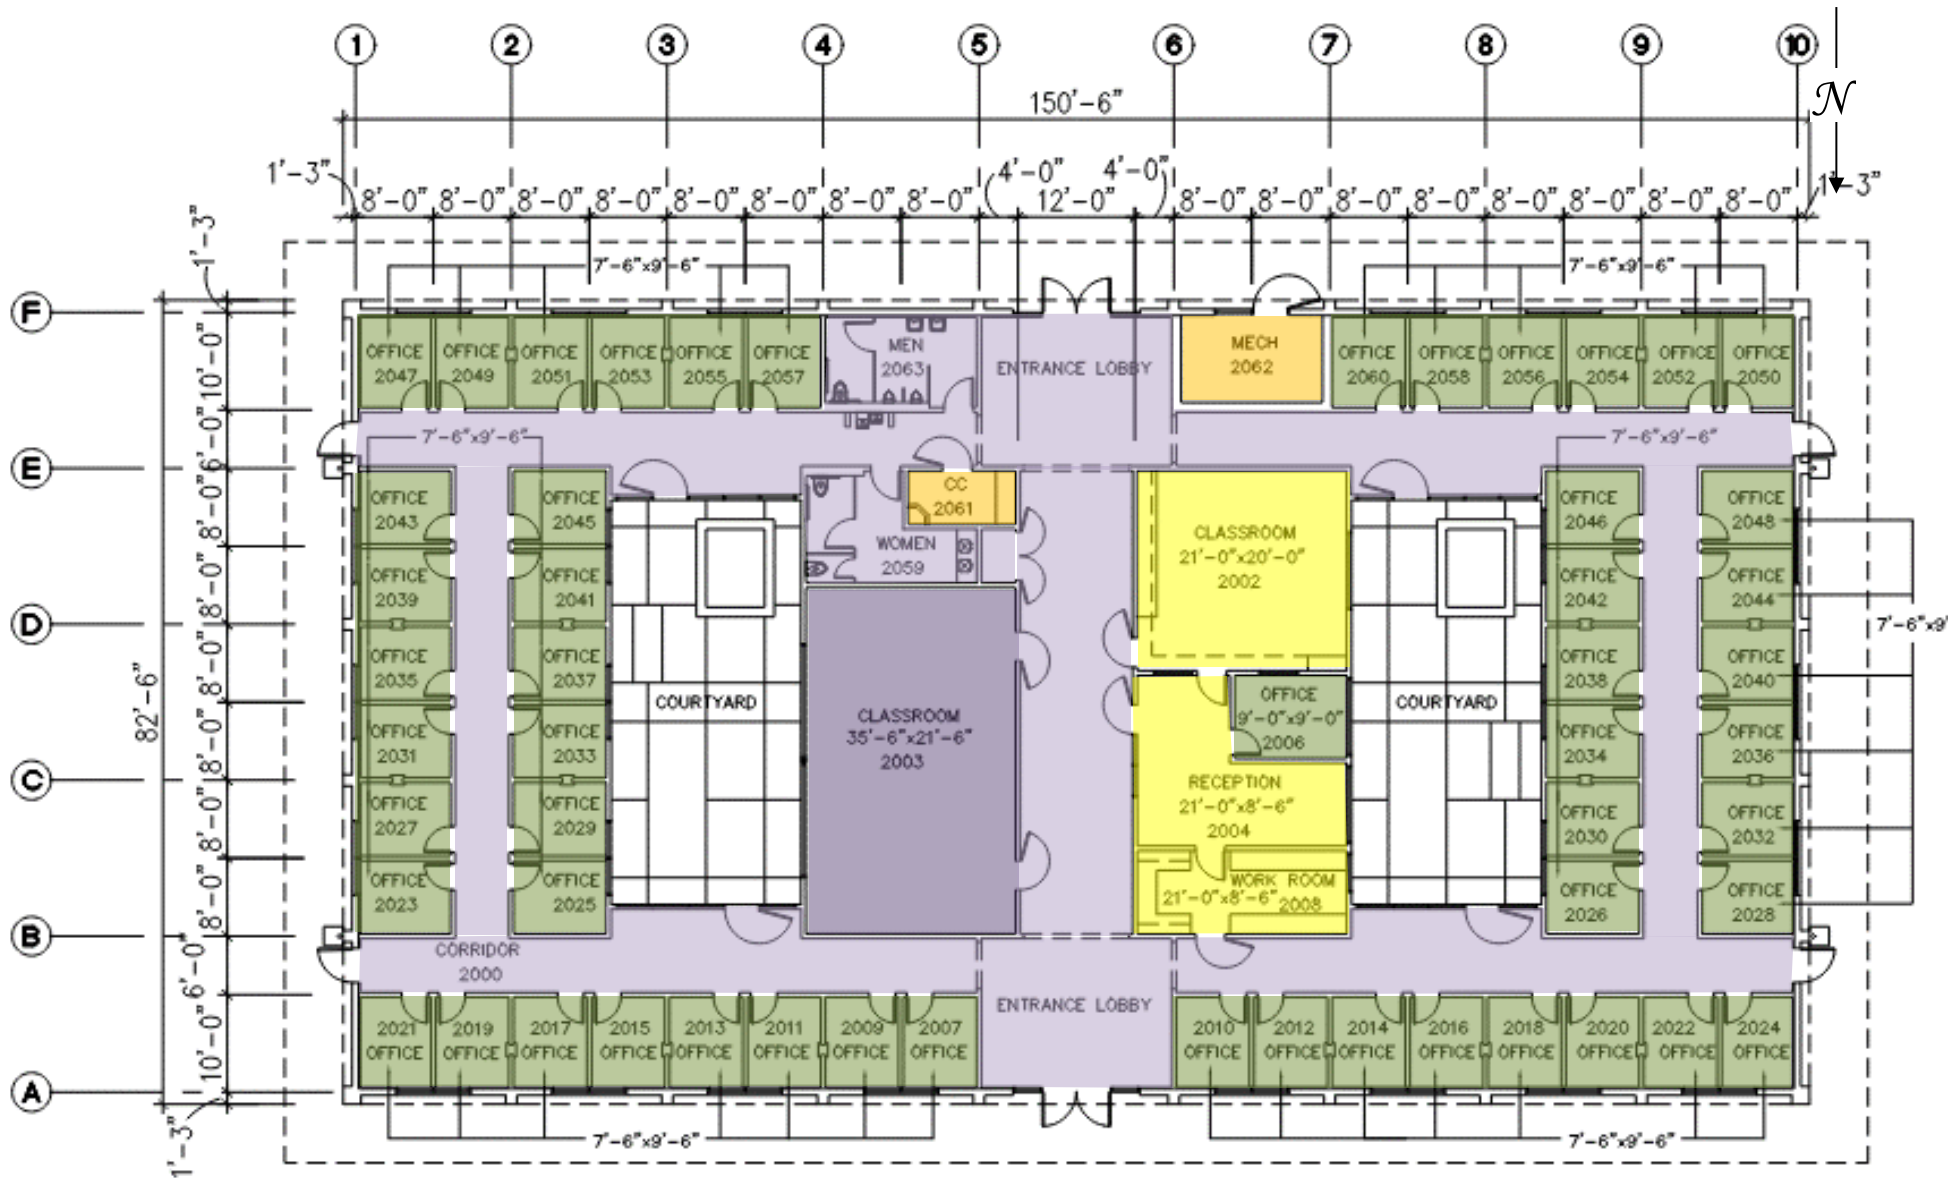 1 2 3 4 5 6 7 8 9 10
N
150'-6"
1'-3" 4'-0" 4'-0" 1'-3"
8'-0" 8'-0" 8'-0" 8'-0" 8'-0" 8'-0" 8'-0" 8'-0" 12'-0" 8'-0" 8'-0" 8'-0" 8'-0" 8'-0" 8'-0" 8'-0" 8'-0"
1'-3"
7'-6"x9'-6" 7'-6"x9'-6"
F
E
D
C
B
A
82'-6"
10'-0"
6'-0"
8'-0"
8'-0"
8'-0"
8'-0"
8'-0"
8'-0"
6'-0"
10'-0"
1'-3"
OFFICE
2047
OFFICE
2049
OFFICE
2051
OFFICE
2053
OFFICE
2055
OFFICE
2057
MEN
2063
ENTRANCE LOBBY
MECH
2062
OFFICE
2060
OFFICE
2058
OFFICE
2056
OFFICE
2054
OFFICE
2052
OFFICE
2050
7'-6"x9'-6"
7'-6"x9'-6"
OFFICE
2043
OFFICE
2045
OFFICE
2039
OFFICE
2041
OFFICE
2035
OFFICE
2037
OFFICE
2031
OFFICE
2033
OFFICE
2027
OFFICE
2029
OFFICE
2023
OFFICE
2025
COURTYARD
CC
2061
WOMEN
2059
CLASSROOM
35'-6"x21'-6"
2003
CLASSROOM
21'-0"x20'-0"
2002
OFFICE
9'-0"x9'-0"
2006
RECEPTION
21'-0"x8'-6"
2004
WORK ROOM
21'-0"x8'-6" 2008
COURTYARD
OFFICE
2046
OFFICE
2048
OFFICE
2042
OFFICE
2044
OFFICE
2038
OFFICE
2040
OFFICE
2034
OFFICE
2036
OFFICE
2030
OFFICE
2032
OFFICE
2026
OFFICE
2028
7'-6"x9'
CORRIDOR
2000
ENTRANCE LOBBY
2021
OFFICE
2019
OFFICE
2017
OFFICE
2015
OFFICE
2013
OFFICE
2011
OFFICE
2009
OFFICE
2007
OFFICE
2010
OFFICE
2012
OFFICE
2014
OFFICE
2016
OFFICE
2018
OFFICE
2020
OFFICE
2022
OFFICE
2024
OFFICE
7'-6"x9'-6" 7'-6"x9'-6"